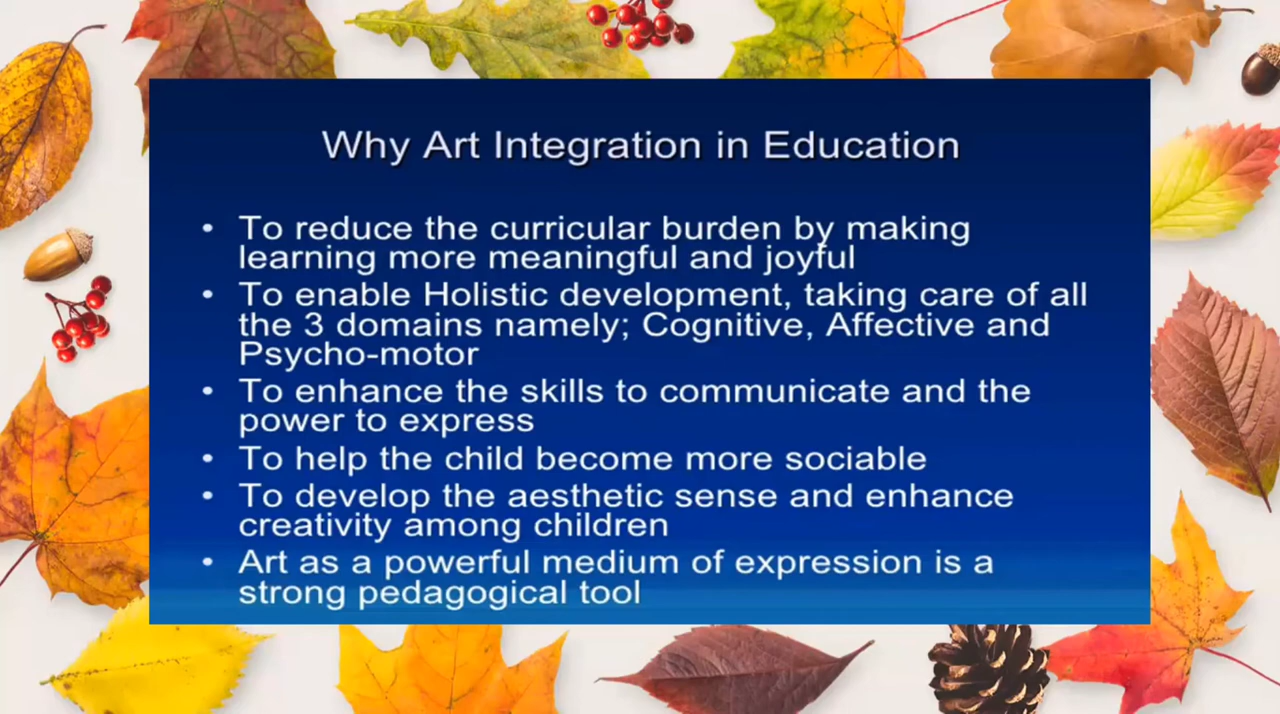 Why Art Integration in Education
• To reduce the curricular burden by making
learning more meaningful and joyful
• To enable Holistic development, taking care of all
the 3 domains namely; Cognitive, Affective and
Psycho-motor
• To enhance the skills to communicate and the
power to express
• To help the child become more sociable
• To develop the aesthetic sense and enhance
creativity among children
• Art as a powerful medium of expression is a
strong pedagogical tool